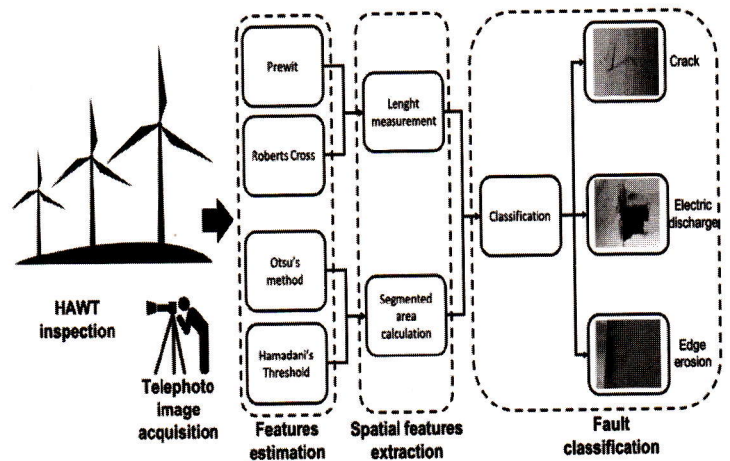 HAWT
inspection
Telephoto
image
acquisition
Prewit
Roberts Cross
Otsu's
method
Hamadani's
Threshold
Features
estimation
Lenght
measurement
Segmented
area
calculation
Spatial features
extraction
Classification
Crack
Electric
discharge
Edge
erosion
Fault
classification